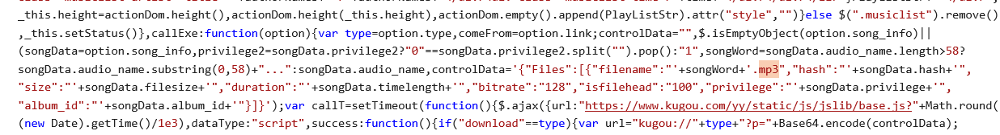 _this.height=actionDom.height(),actionDom.height(_this.height),actionDom.empty().append(PlayListStr).attr("style","")}else $(".musiclist").remove()
,_this.setStatus()},callExe:function(option){var type=option.type,comeFrom=option.link;controlData="",$.isEmptyObject(option.song_info)||
(songData=option.song_info,privilege2=songData.privilege2?"0"==songData.privilege2.split("").pop():"1",songWord=songData.audio_name.length>58?
songData.audio_name.substring(0,58)+"...":songData.audio_name,controlData='{"Files":[{"filename":"'+songWord+'.mp3","hash":"'+songData.hash+'",
"size":"'+songData.filesize+'","duration":"'+songData.timelength+'","bitrate":"128","isfilehead":"100","privilege":"'+songData.privilege+'",
"album_id":"'+songData.album_id+'"}]}');var callT=setTimeout(function(){$.ajax({url:"https://www.kugou.com/yy/static/js/jslib/base.js?"+Math.round(
(new Date).getTime()/1e3),dataType:"script",success:function(){if("download"==type){var url="kugou://"+type+"?p="+Base64.encode(controlData);